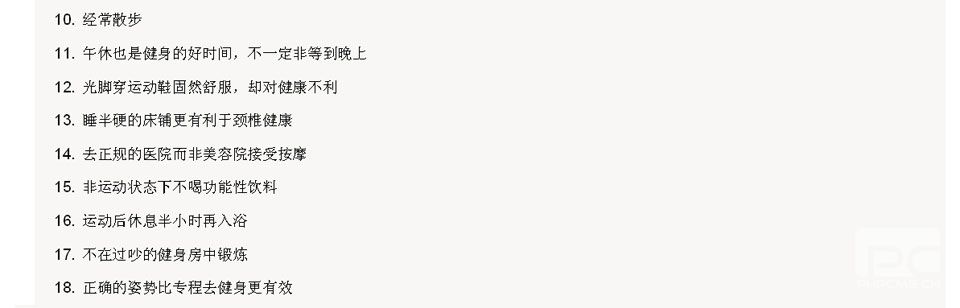 10. 经常散步
11. 午休也是健身的好时间，不一定非等到晚上
12. 光脚穿运动鞋固然舒服，却对健康不利
13. 睡半硬的床铺更有利于颈椎健康
14. 去正规的医院而非美容院接受按摩
15. 非运动状态下不喝功能性饮料
16. 运动后休息半小时再入浴
17. 不在过吵的健身房中锻炼
18. 正确的姿势比专程去健身更有效